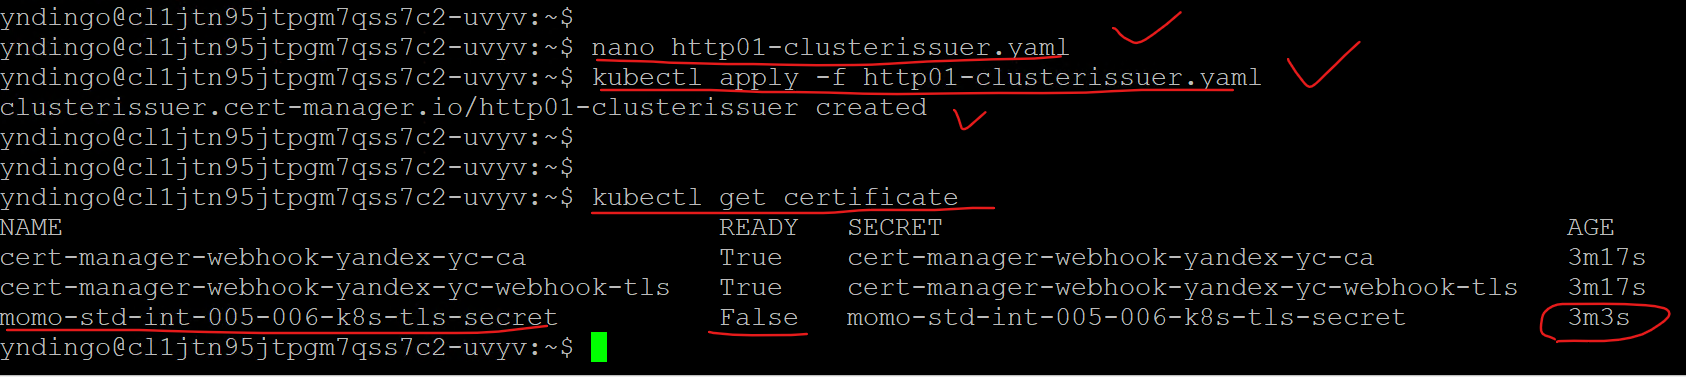 yndingo@cl1jtn95jtpgm7qss7c2-uvyv:~$
yndingo@cl1jtn95jtpgm7qss7c2-uvyv:~$ nano http01-clusterissuer.yaml
yndingo@cl1jtn95jtpgm7qss7c2-uvyv:~$ kubectl apply -f http01-clusterissuer.yaml
clusterissuer.cert-manager.io/http01-clusterissuer created
yndingo@cl1jtn95jtpgm7qss7c2-uvyv:~$
yndingo@cl1jtn95jtpgm7qss7c2-uvyv:~$
yndingo@cl1jtn95jtpgm7qss7c2-uvyv:~$ kubectl get certificate
NAME READY SECRET AGE
cert-manager-webhook-yandex-yc-ca True cert-manager-webhook-yandex-yc-ca 3m17s
cert-manager-webhook-yandex-yc-webhook-tls True cert-manager-webhook-yandex-yc-webhook-tls 3m17s
momo-std-int-005-006-k8s-tls-secret False momo-std-int-005-006-k8s-tls-secret 3m3s
yndingo@cl1jtn95jtpgm7qss7c2-uvyv:~$